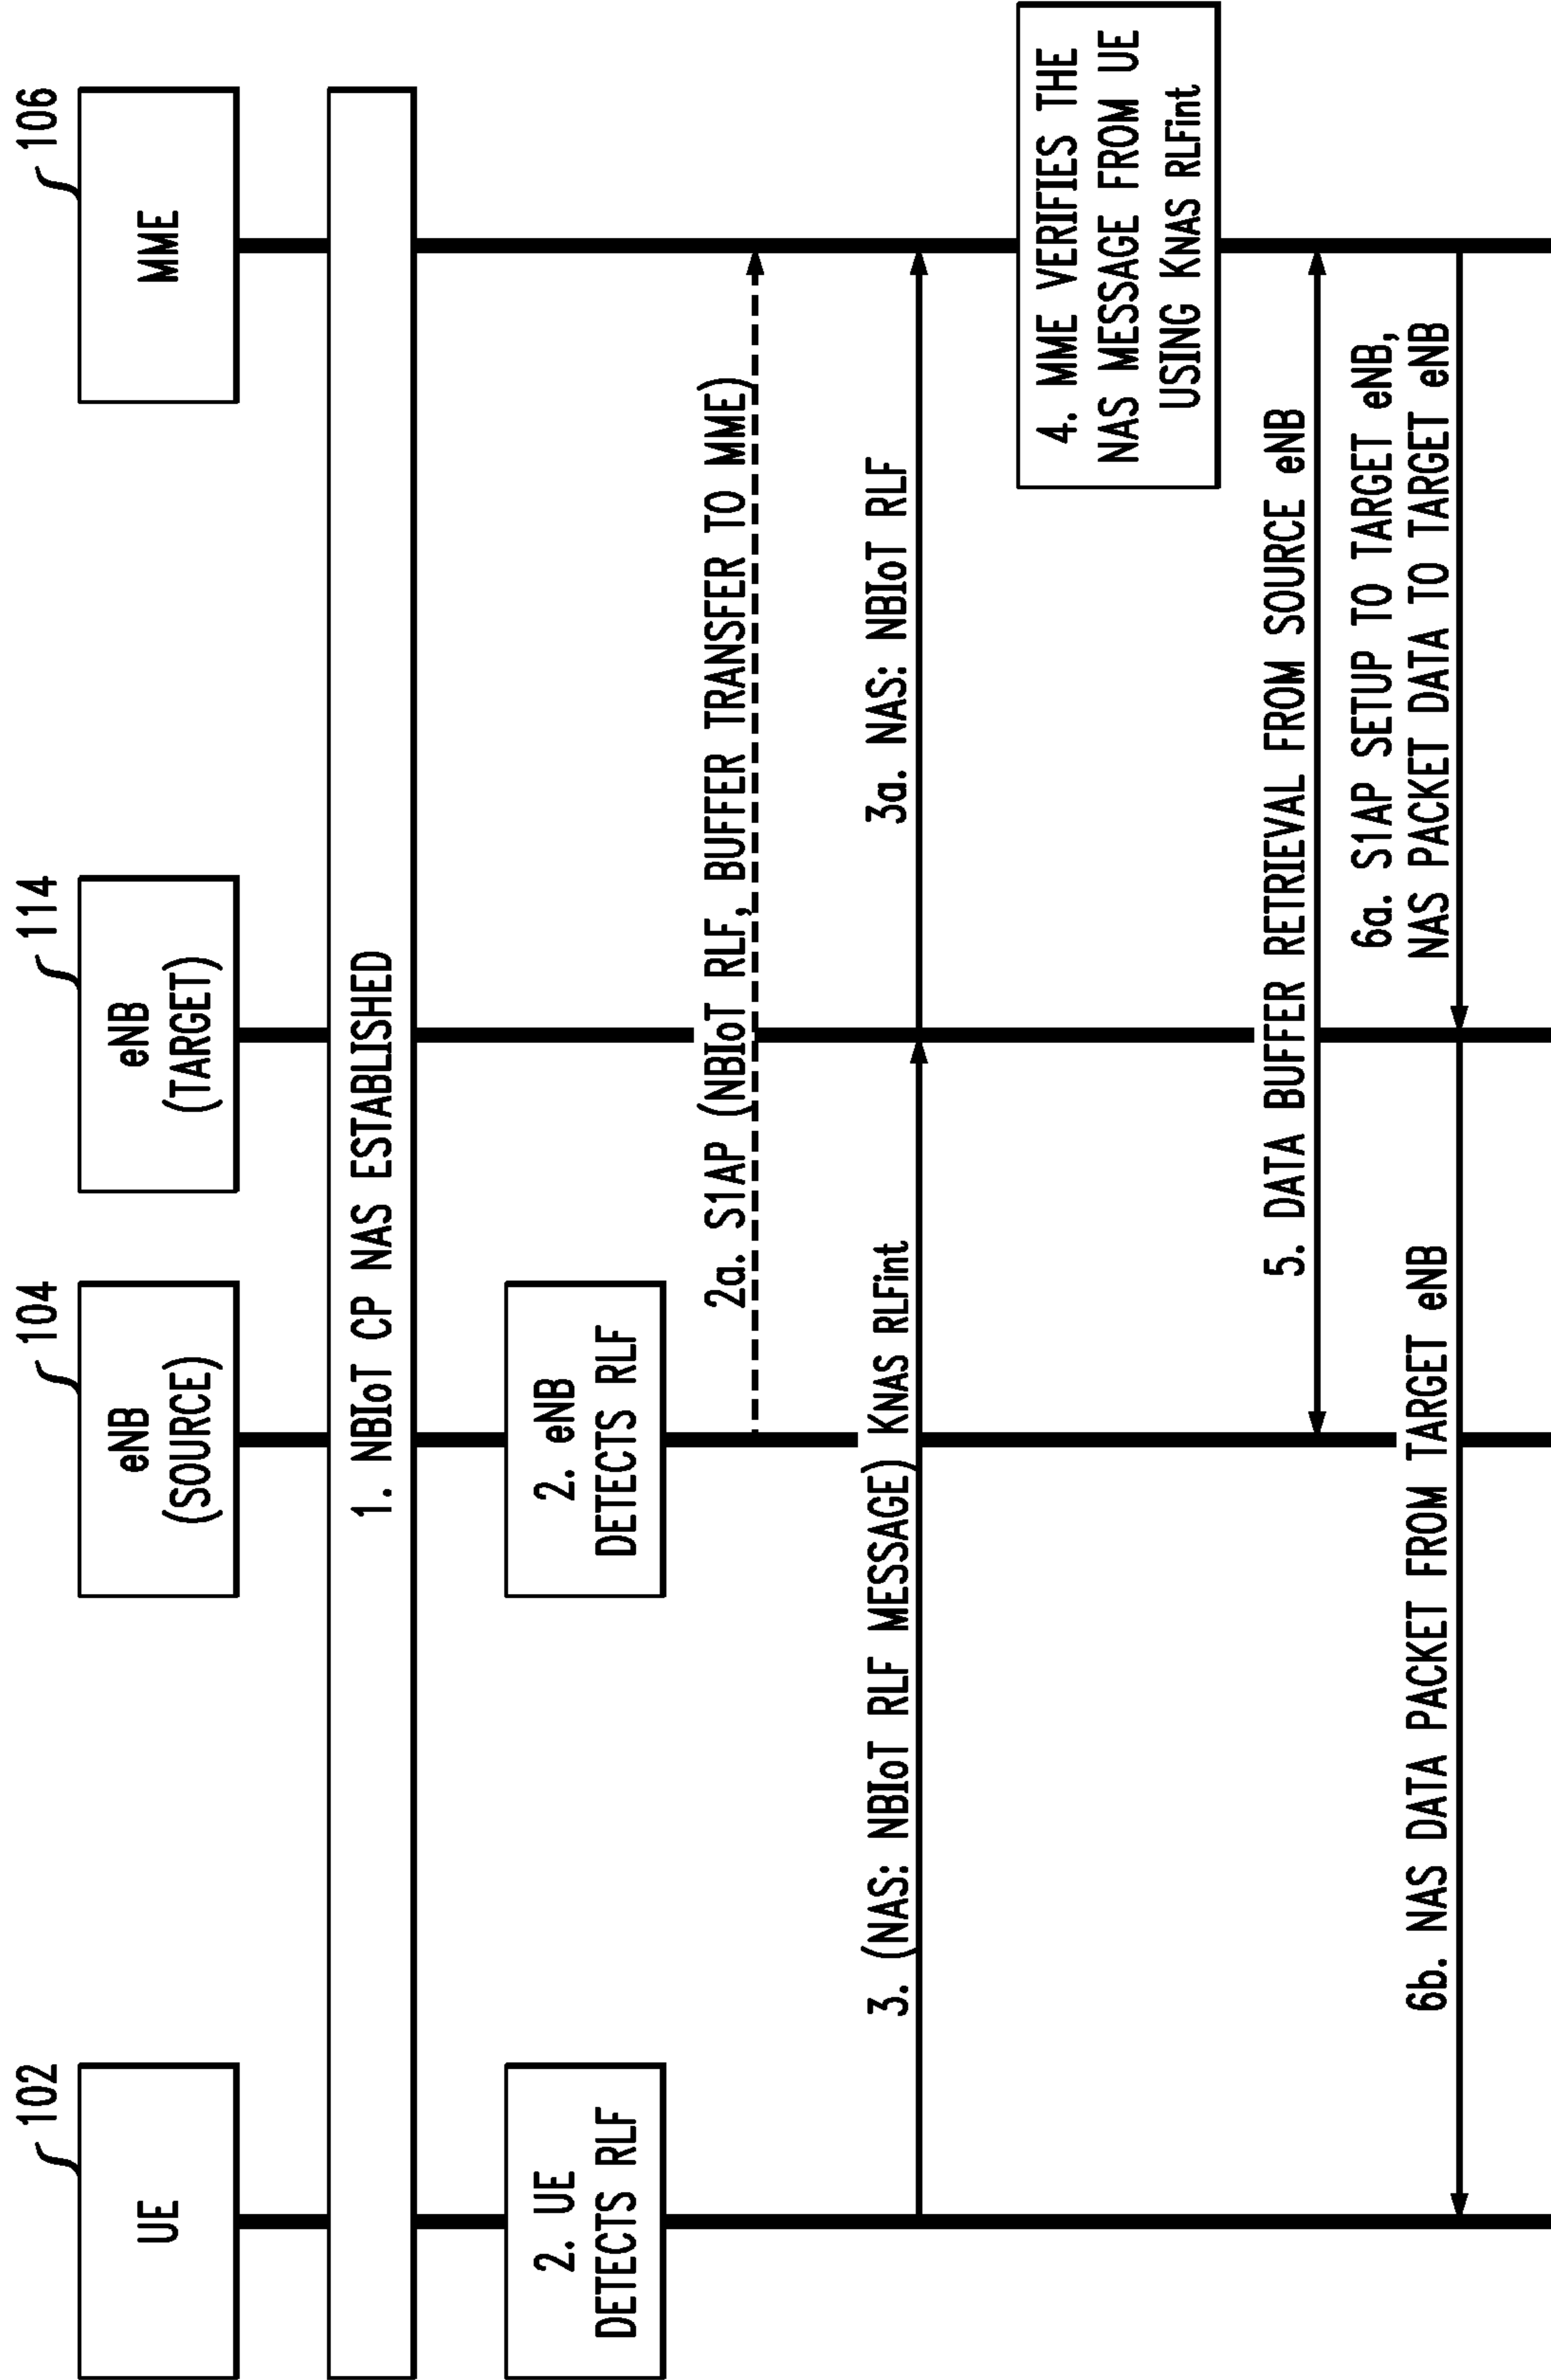 102
104
114
106
UE
eNB
(SOURCE)
eNB
(TARGET)
MME
1. NBIoT CP NAS ESTABLISHED
2. UE
DETECTS RLF
2. eNB
DETECTS RLF
2a. S1AP (NBIoT RLF, BUFFER TRANSFER TO MME)
3. (NAS: NBIoT RLF MESSAGE) KNAS RLFint
3a. NAS: NBIoT RLF
4. MME VERIFIES THE
NAS MESSAGE FROM UE
USING KNAS RLFint
5. DATA BUFFER RETRIEVAL FROM SOURCE eNB
6a. S1AP SETUP TO TARGET eNB,
NAS PACKET DATA TO TARGET eNB
6b. NAS DATA PACKET FROM TARGET eNB